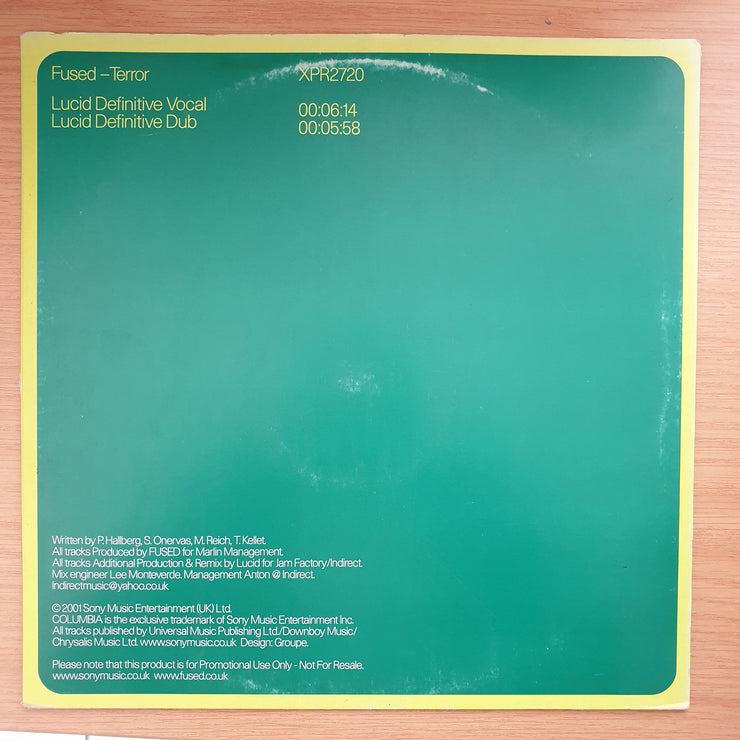 Fused – Terror XPR2720
Lucid Definitive Vocal 00:06:14
Lucid Definitive Dub 00:05:58
Written by P. Hallberg, S. Onervas, M. Reich, T. Kellet.
All tracks Produced by FUSED for Marlin Management.
All tracks Additional Production & Remix by Lucid for Jam Factory/Indirect.
Mix engineer Lee Monteverde. Management Anton @ Indirect.
Indirectmusic@yahoo.co.uk
© 2001 Sony Music Entertainment (UK) Ltd.
COLUMBIA is the exclusive trademark of Sony Music Entertainment Inc.
All tracks published by Universal Music Publishing Ltd./Downboy Music/
Chrysalis Music Ltd. www.sonymusic.co.uk Design: Groupe.
Please note that this product is for Promotional Use Only - Not For Resale.
www.sonymusic.co.uk www.fused.co.uk